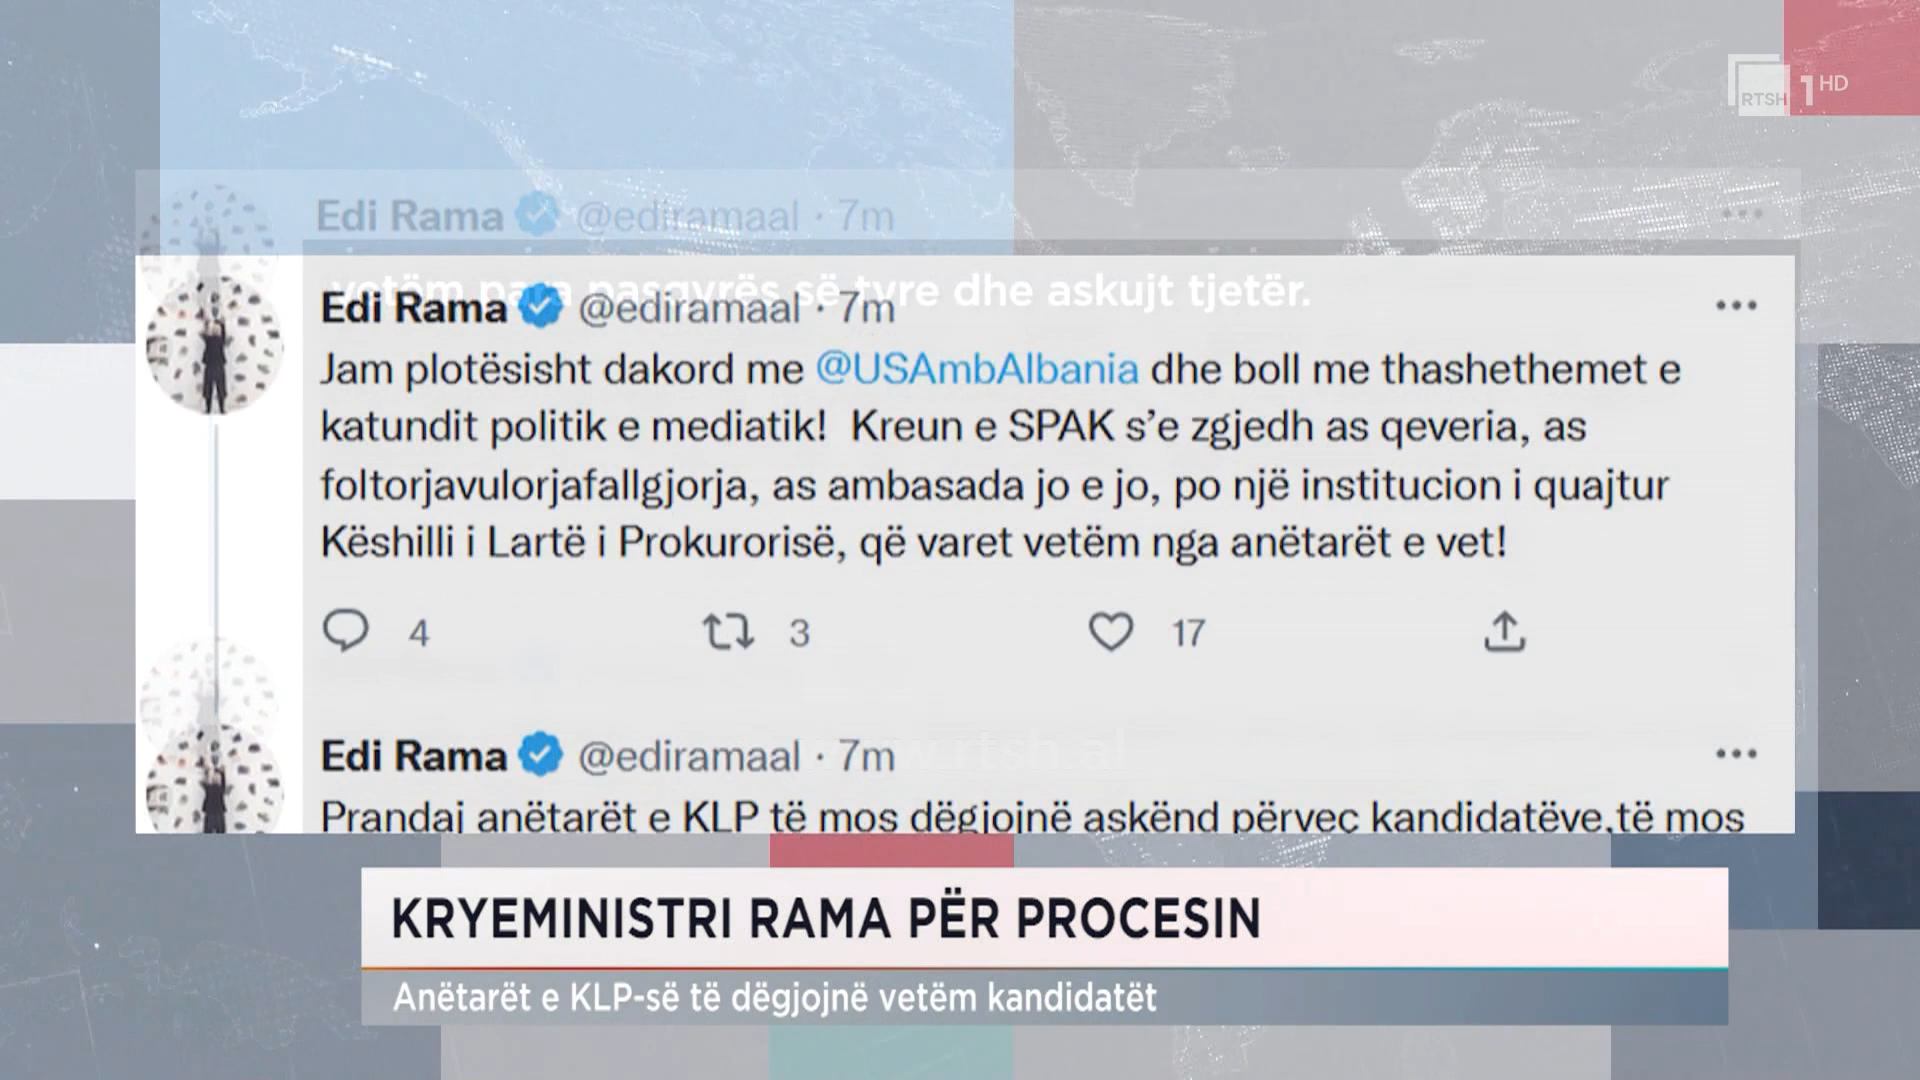 RTSH 1 HD
Edi Rama @ediramaal · 7m
vetëm para pasqyrës së tyre dhe askujt tjetër.
Edi Rama @ediramaal · 7m
Jam plotësisht dakord me @USAmbAlbania dhe boll me thashethemet e
katundit politik e mediatik! Kreun e SPAK s’e zgjedh as qeveria, as
foltorjavulorjafallgjorja, as ambasada jo e jo, po një institucion i quajtur
Këshilli i Lartë i Prokurorisë, që varet vetëm nga anëtarët e vet!
4 3 17
Edi Rama @ediramaal · 7m
rtsh.al
Prandaj anëtarët e KLP të mos dëgjojnë askënd përveç kandidatëve,të mos
KRYEMINISTRI RAMA PËR PROCESIN
Anëtarët e KLP-së të dëgjojnë vetëm kandidatët